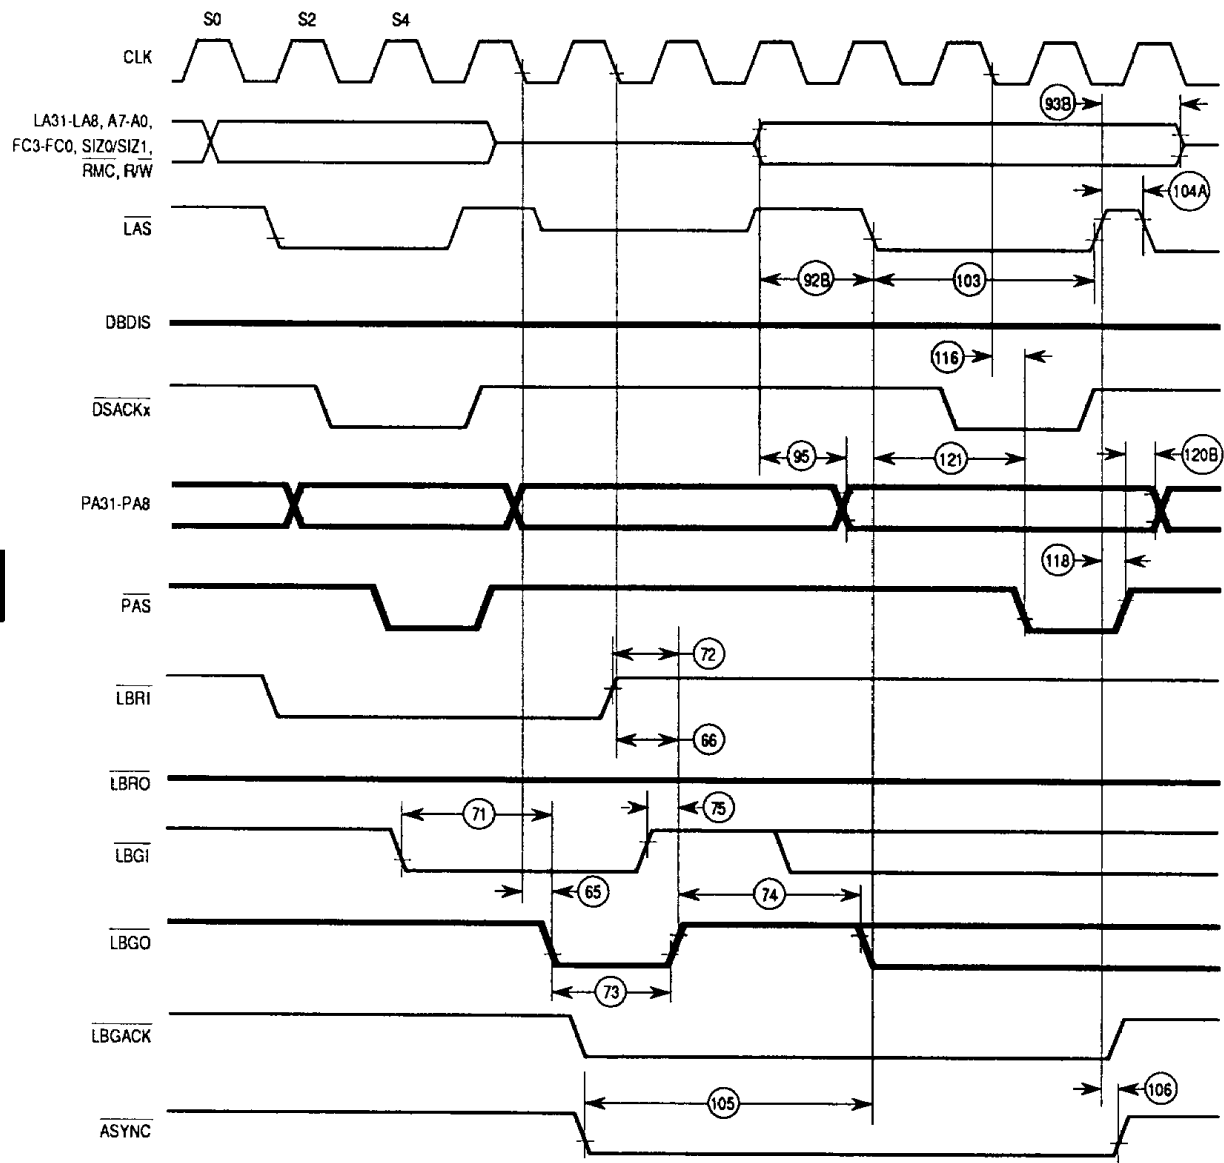 S0 S2 S4
CLK
LA31-LA8, A7-A0,
FC3-FC0, SIZ0/SIZ1,
RMC, R/W
93B
104A
LAS
92B
103
DBDIS
116
DSACKx
95
121
120B
PA31-PA8
118
PAS
72
LBRI
66
LBRO
71
75
LBGI
65
74
LBGO
73
LBGACK
105
106
ASYNC